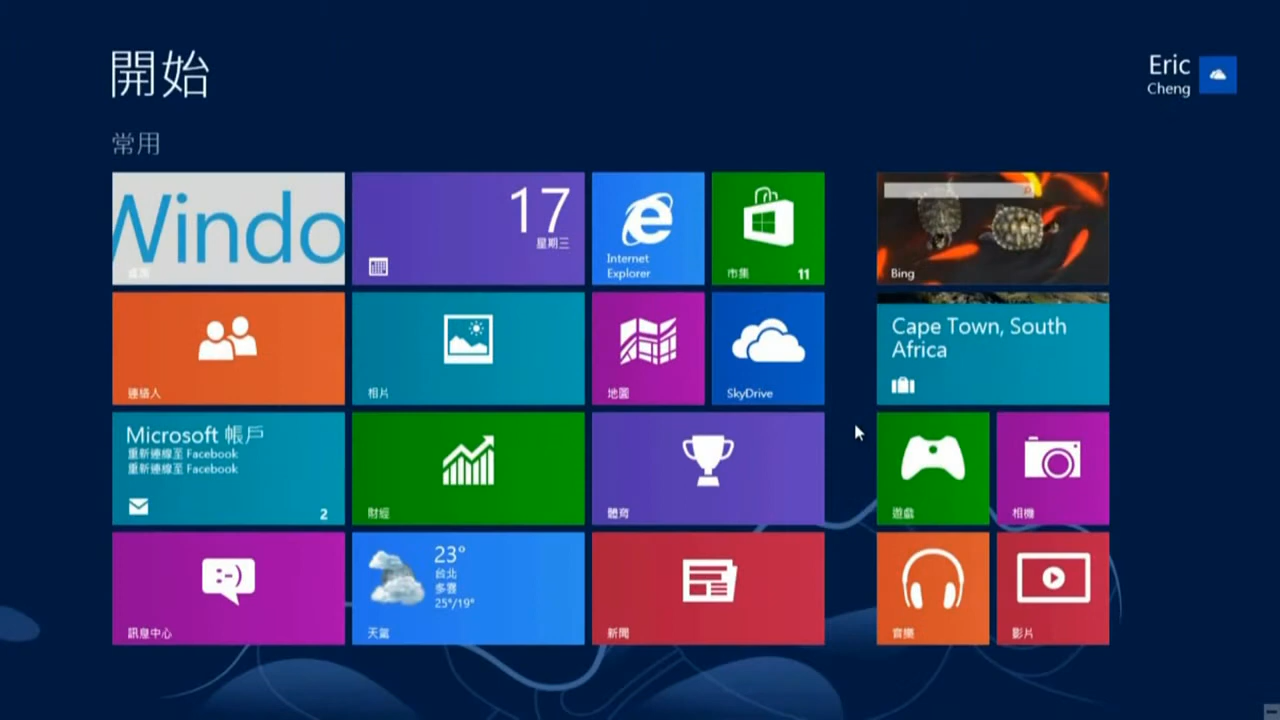 開始
Eric
Cheng
常用
Windo
桌面
17
星期三
Internet
Explorer
市集
11
Bing
連絡人
相片
地圖
SkyDrive
Cape Town, South
Africa
Microsoft 帳戶
重新連線至 Facebook
重新連線至 Facebook
2
財經
體育
遊戲
相機
訊息中心
23°
台北
多雲
25°/19°
天氣
新聞
音樂
影片